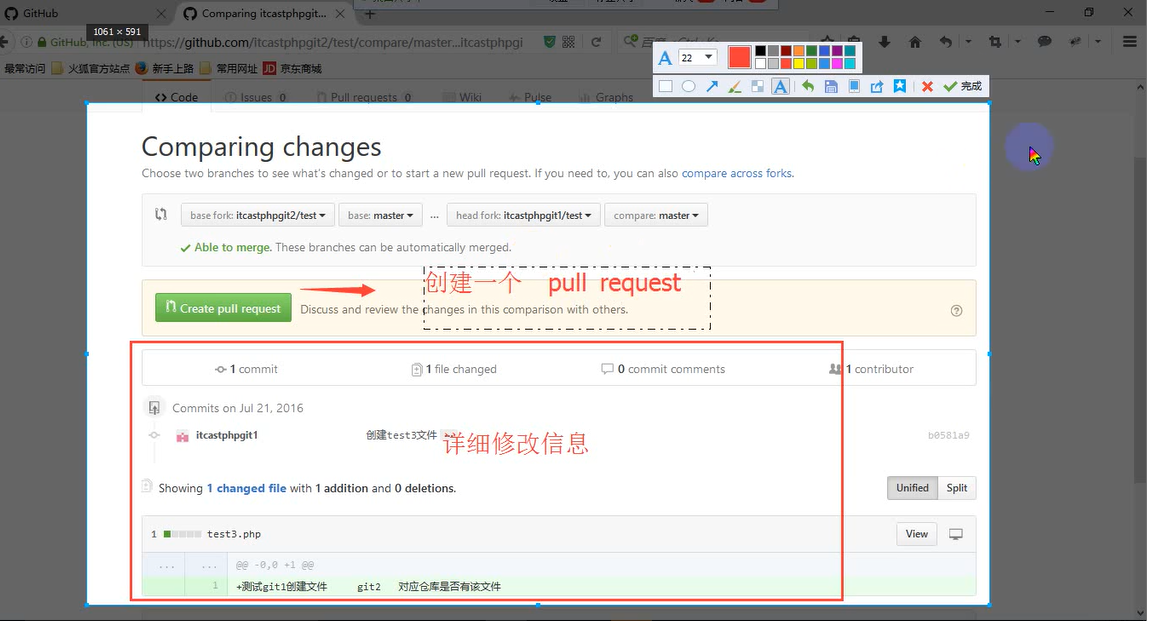 GitHub
Comparing itcastphpgit...
1061 × 591
GitHub, Inc. (US)
https://github.com/itcastphpgit2/test/compare/master...itcastphpgi
百度 <Ctrl+K>
最常访问 火狐官方站点 新手上路 常用网址 JD 京东商城
A 22
A 完成
Code Issues 0 Pull requests 0 Wiki Pulse Graphs
Comparing changes
Choose two branches to see what's changed or to start a new pull request. If you need to, you can also compare across forks.
base fork: itcastphpgit2/test base: master ... head fork: itcastphpgit1/test compare: master
Able to merge. These branches can be automatically merged.
创建一个 pull request
Create pull request Discuss and review the changes in this comparison with others.
1 commit 1 file changed 0 commit comments 1 contributor
Commits on Jul 21, 2016
itcastphpgit1 创建test3文件 b0581a9
详细修改信息
Showing 1 changed file with 1 addition and 0 deletions.
Unified Split
1 test3.php View
... ... @@ -0,0 +1 @@
1 +测试git1创建文件 git2 对应仓库是否有该文件